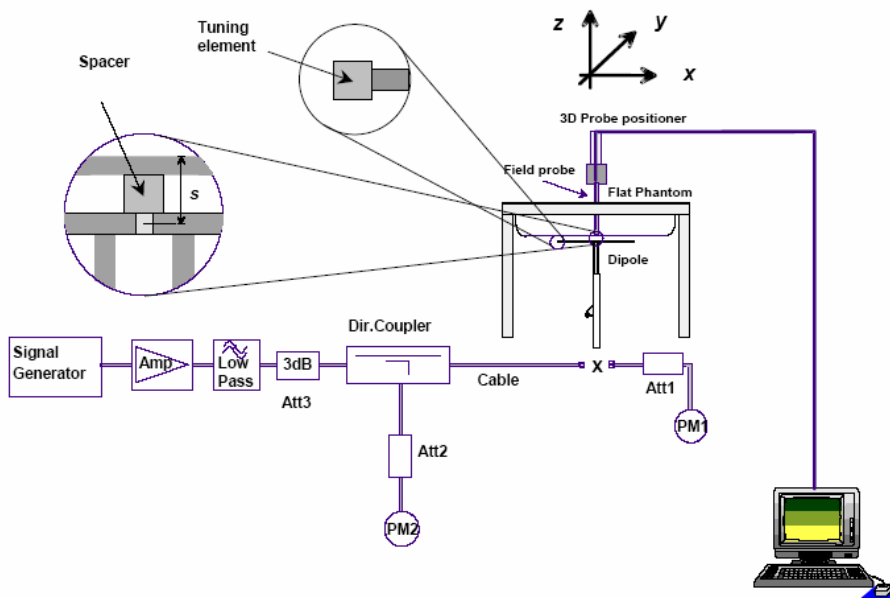 Tuning
element
z
y
x
Spacer
3D Probe positioner
Field probe
Flat Phantom
s
Dipole
Dir.Coupler
Signal
Generator
Amp
Low
Pass
3dB
Att3
Cable
X
Att1
PM1
Att2
PM2